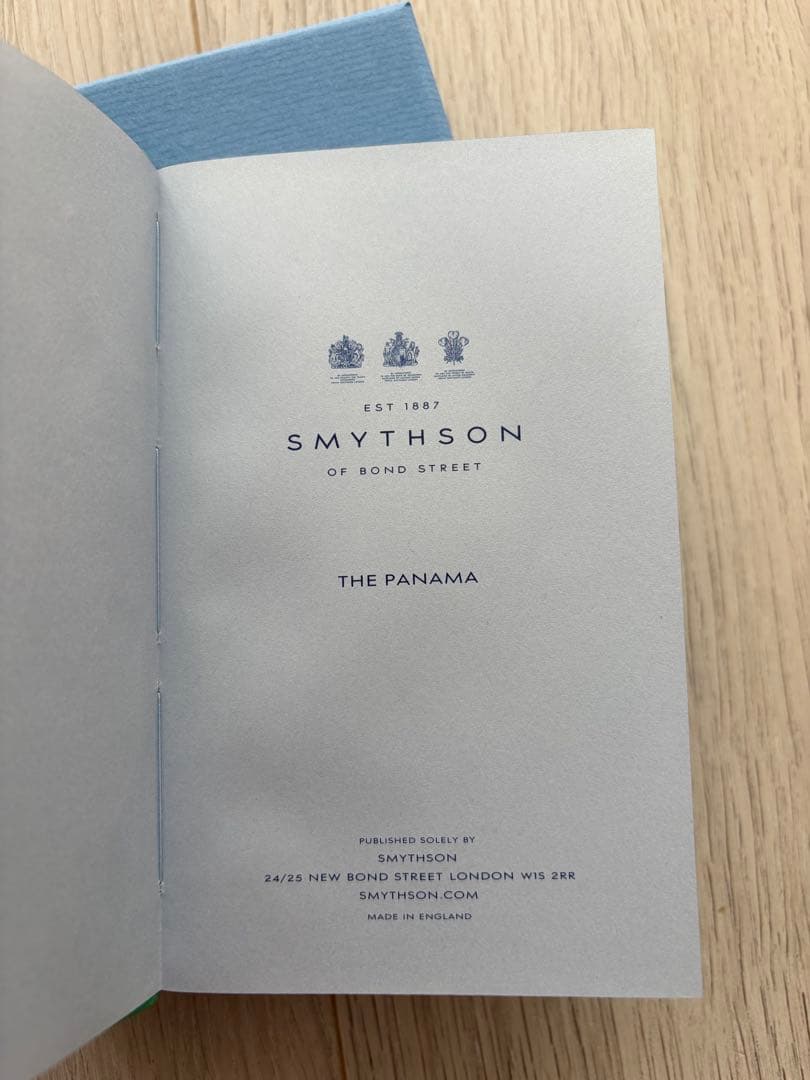 EST 1887
SMYTHSON
OF BOND STREET
THE PANAMA
PUBLISHED SOLELY BY
SMYTHSON
24/25 NEW BOND STREET LONDON W1S 2RR
SMYTHSON.COM
MADE IN ENGLAND